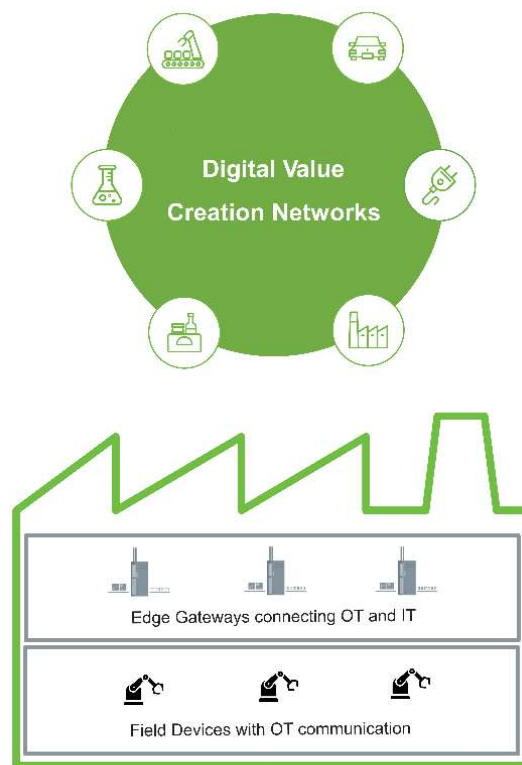 Digital Value
Creation Networks
Edge Gateways connecting OT and IT
Field Devices with OT communication